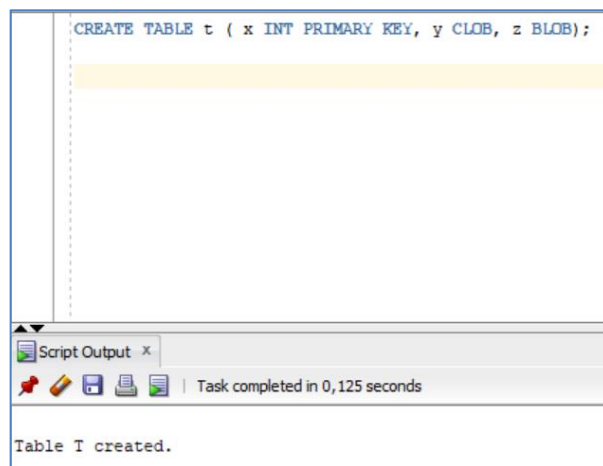 CREATE TABLE t ( x INT PRIMARY KEY, y CLOB, z BLOB);
Script Output x
Task completed in 0,125 seconds
Table T created.